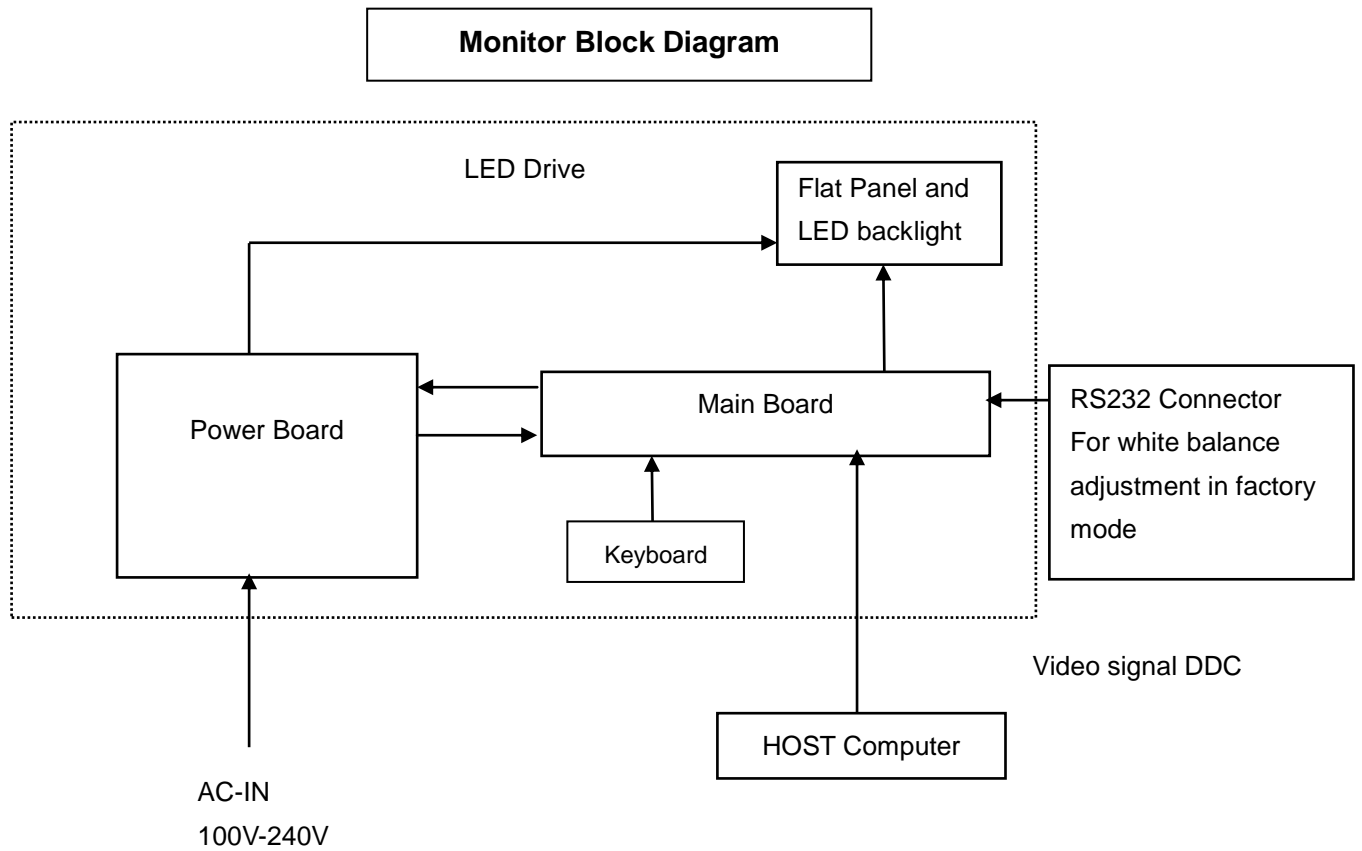 Monitor Block Diagram
LED Drive
Flat Panel and
LED backlight
Power Board
Main Board
RS232 Connector
For white balance
adjustment in factory
mode
Keyboard
Video signal DDC
HOST Computer
AC-IN
100V-240V